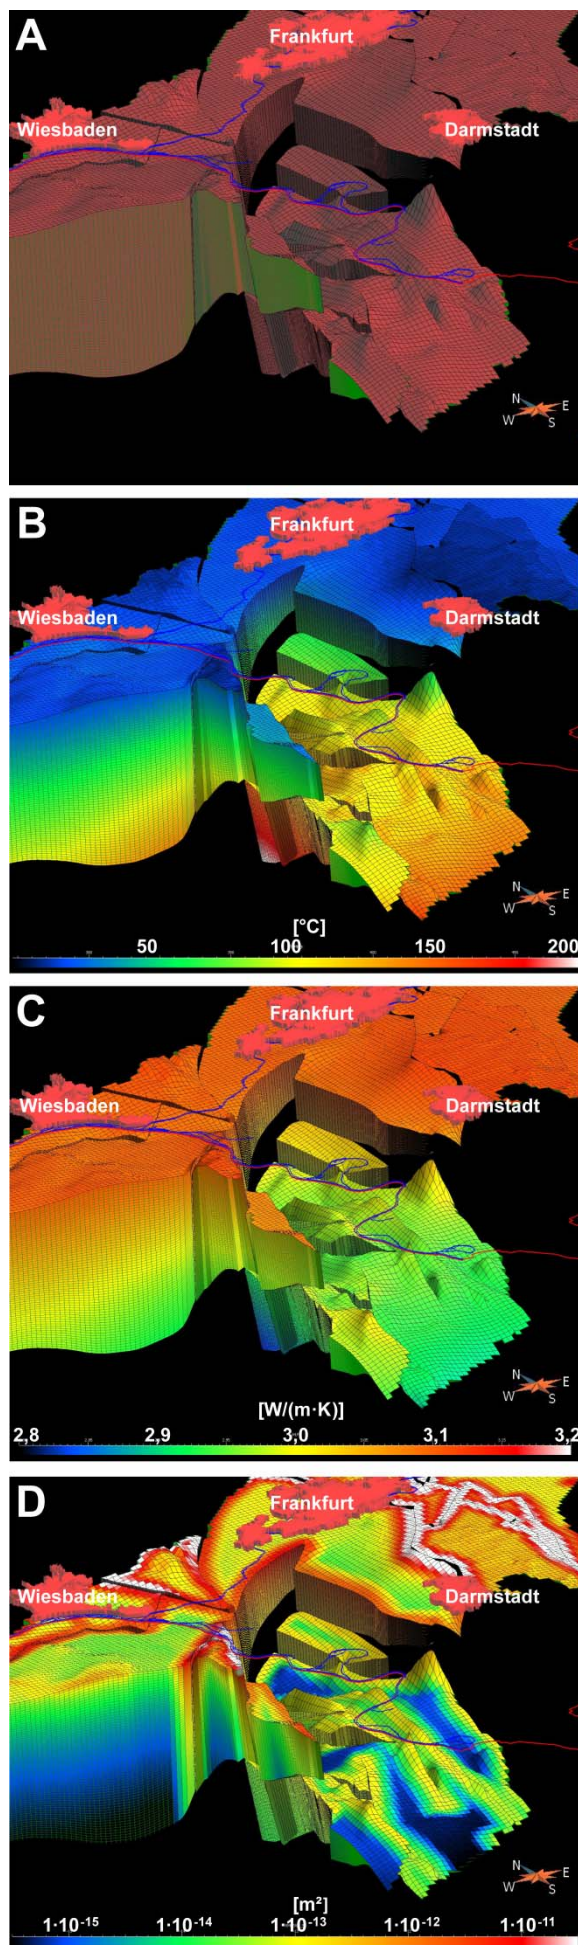 A
Frankfurt
Wiesbaden
Darmstadt
N
E
W
S
B
Frankfurt
Wiesbaden
Darmstadt
N
E
W
S
[°C]
50 100 150 200
C
Frankfurt
Wiesbaden
Darmstadt
N
E
W
S
[W/(m·K)]
2,8 2,9 3,0 3,1 3,2
D
Frankfurt
Wiesbaden
Darmstadt
N
E
W
S
[m²]
1·10⁻¹⁵ 1·10⁻¹⁴ 1·10⁻¹³ 1·10⁻¹² 1·10⁻¹¹